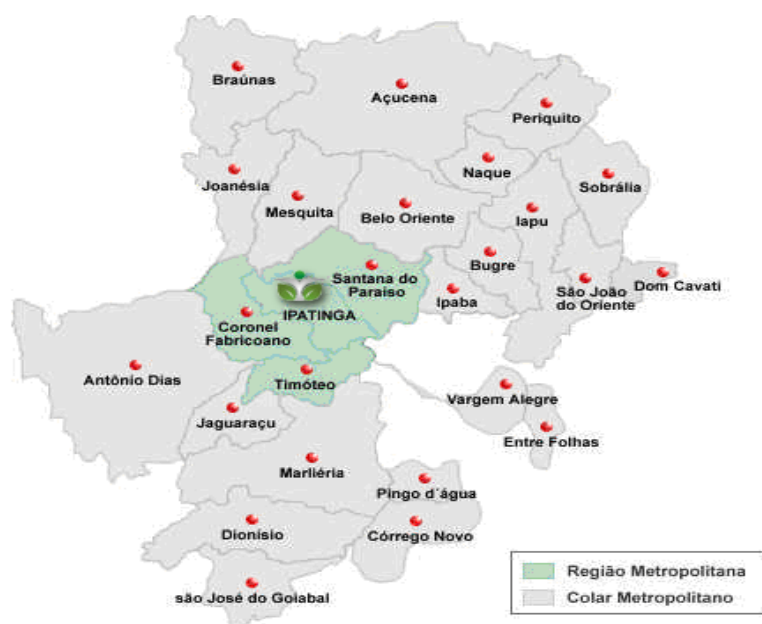 Braúnas
Açucena
Periquito
Naque
Joanésia
Sobrália
Mesquita
Belo Oriente
Iapu
Bugre
Santana do
Paraíso
Ipaba
São João
do Oriente
Dom Cavati
IPATINGA
Coronel
Fabricoano
Antônio Dias
Timóteo
Vargem Alegre
Jaguaraçu
Entre Folhas
Marliéria
Pingo d´água
Dionísio
Córrego Novo
são José do Goiabal
Região Metropolitana
Colar Metropolitano